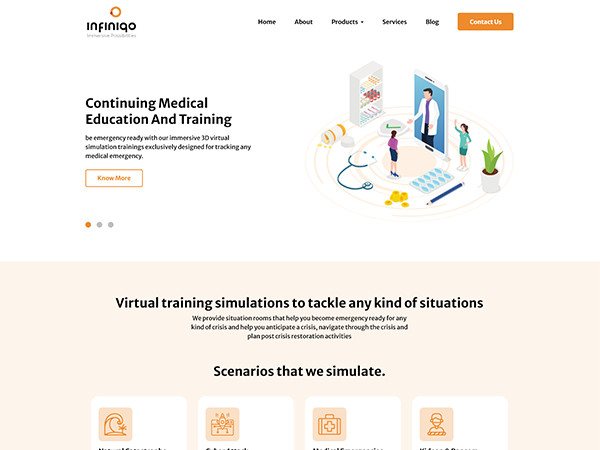 INFINIQO
Immersive Possibilities
Home About Products Services Blog Contact Us
Continuing Medical
Education And Training
be emergency ready with our immersive 3D virtual
simulation trainings exclusively designed for tracking any
medical emergency.
Know More
Virtual training simulations to tackle any kind of situations
We provide situation rooms that help you become emergency ready for any
kind of crisis and help you anticipate a crisis, navigate through the crisis and
plan post crisis restoration activities
Scenarios that we simulate.